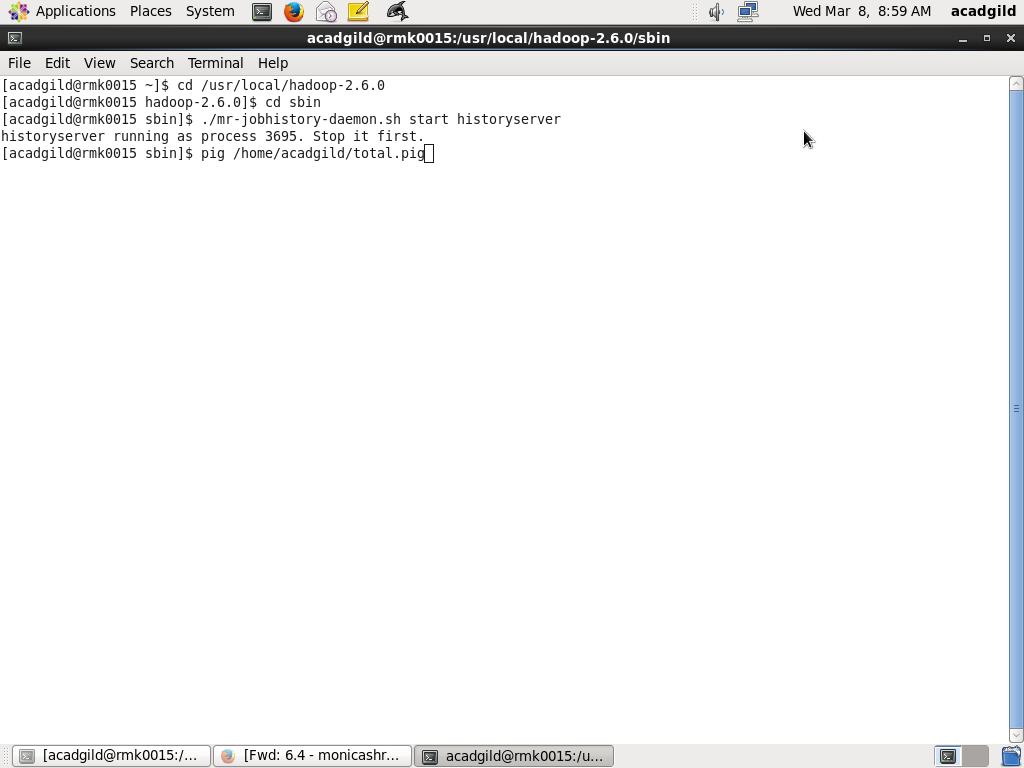 Applications Places System Wed Mar 8, 8:59 AM acadgild
acadgild@rmk0015:/usr/local/hadoop-2.6.0/sbin
File Edit View Search Terminal Help
[acadgild@rmk0015 ~]$ cd /usr/local/hadoop-2.6.0
[acadgild@rmk0015 hadoop-2.6.0]$ cd sbin
[acadgild@rmk0015 sbin]$ ./mr-jobhistory-daemon.sh start historyserver
historyserver running as process 3695. Stop it first.
[acadgild@rmk0015 sbin]$ pig /home/acadgild/total.pig
[acadgild@rmk0015:/... [Fwd: 6.4 - monicashr... acadgild@rmk0015:/u...